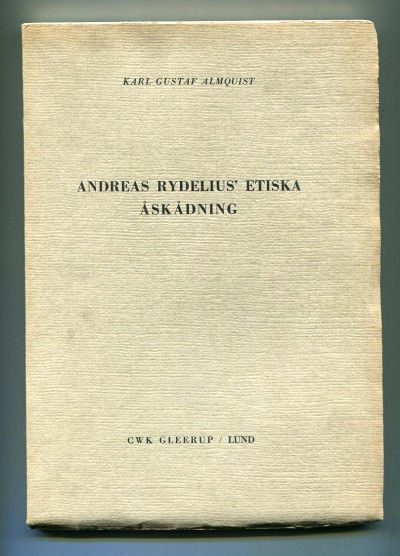 KARL GUSTAF ALMQUIST
ANDREAS RYDELIUS' ETISKA
ÅSKÅDNING
CWK GLEERUP / LUND